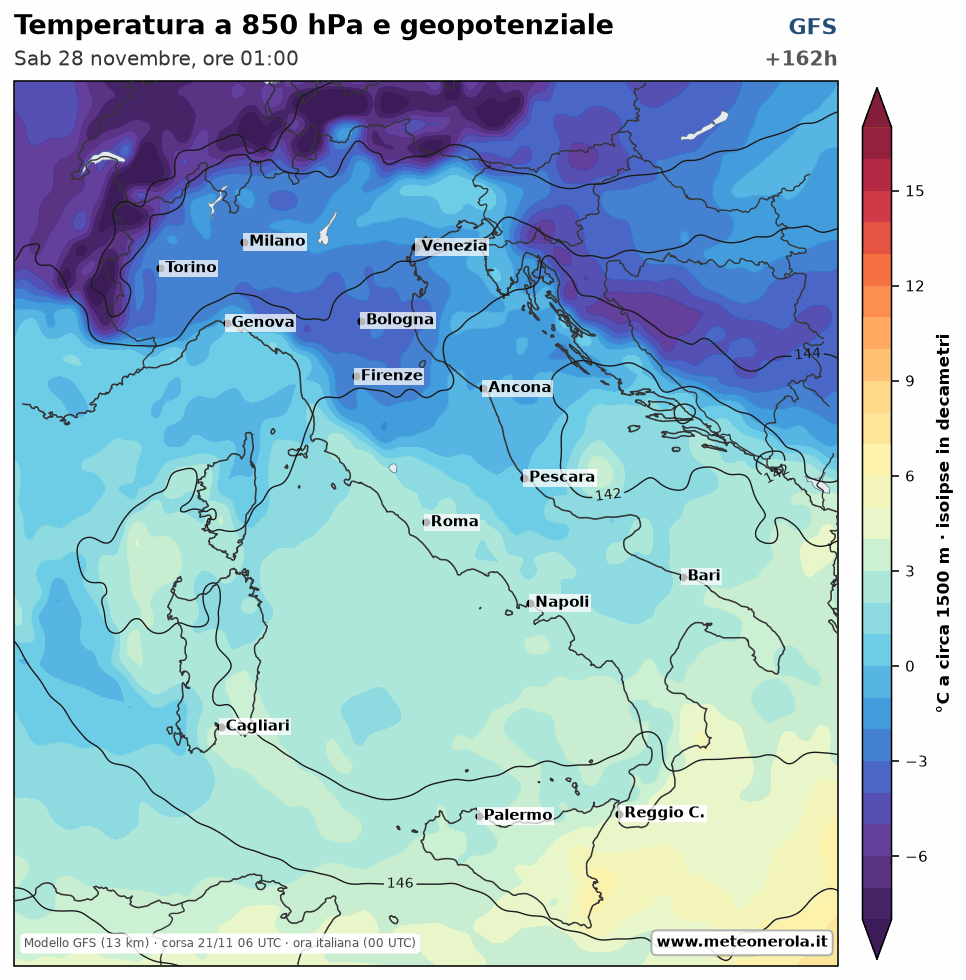 Temperatura a 850 hPa e geopotenziale
GFS
Sab 28 novembre, ore 01:00
+162h
Milano
Venezia
Torino
Genova
Bologna
144
Firenze
Ancona
Pescara
142
142
Roma
Bari
Napoli
Cagliari
Palermo
Reggio C.
146
Modello GFS (13 km) · corsa 21/11 06 UTC · ora italiana (00 UTC)
www.meteonerola.it
15
12
9
6
3
0
−3
−6
°C a circa 1500 m · isoipse in decametri